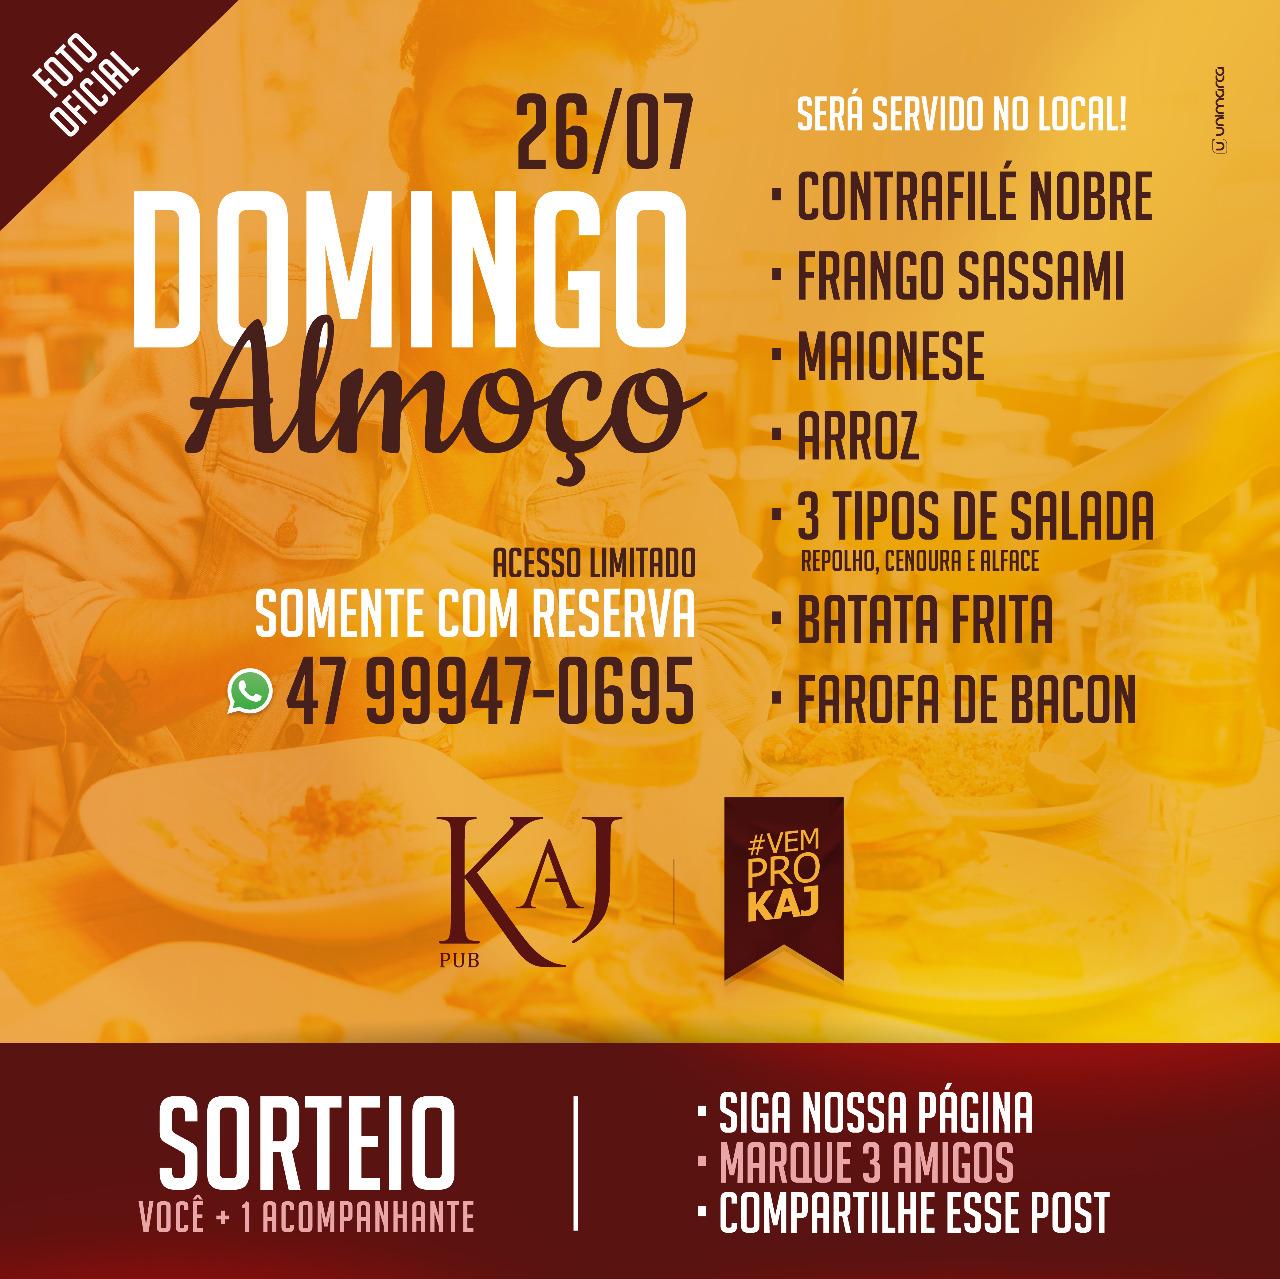 FOTO
OFICIAL
26/07
DOMINGO
Almoço
ACESSO LIMITADO
SOMENTE COM RESERVA
47 99947-0695
SERÁ SERVIDO NO LOCAL!
· CONTRAFILÉ NOBRE
· FRANGO SASSAMI
· MAIONESE
· ARROZ
· 3 TIPOS DE SALADA
REPOLHO, CENOURA E ALFACE
· BATATA FRITA
· FAROFA DE BACON
unimarca
KAJ
PUB
#VEM
PRO
KAJ
SORTEIO
VOCÊ + 1 ACOMPANHANTE
· SIGA NOSSA PÁGINA
· MARQUE 3 AMIGOS
· COMPARTILHE ESSE POST